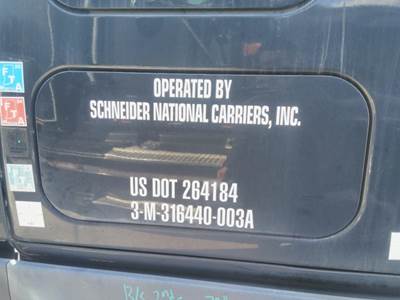 OPERATED BY
SCHNEIDER NATIONAL CARRIERS, INC.
US DOT 264184
3-M-316440-003A